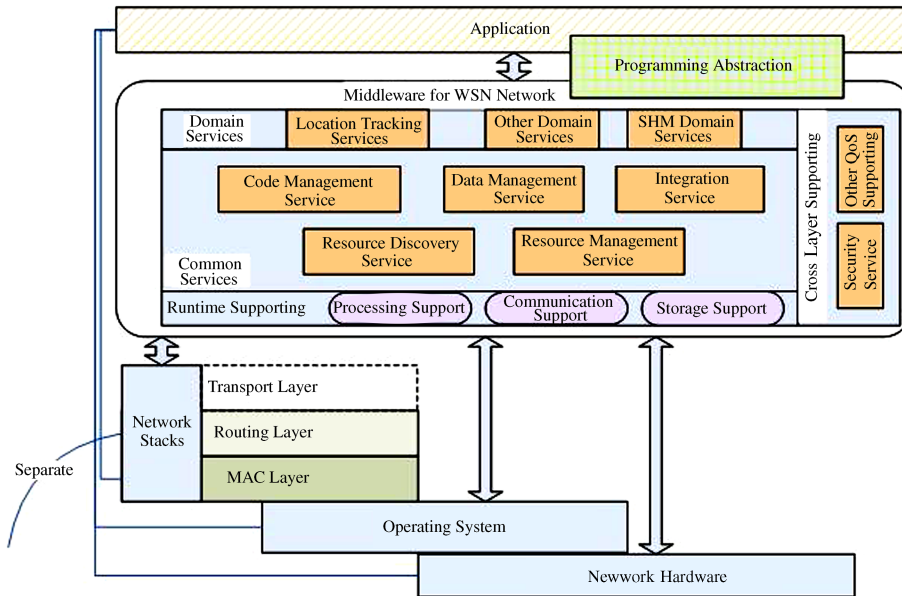 Application
Programming Abstraction
Middleware for WSN Network
Domain
Services
Location Tracking
Services
Other Domain
Services
SHM Domain
Services
Code Management
Service
Data Management
Service
Integration
Service
Resource Discovery
Service
Resource Management
Service
Common
Services
Runtime Supporting
Processing Support
Communication
Support
Storage Support
Cross Layer Supporting
Other QoS
Supporting
Security
Service
Network
Stacks
Transport Layer
Routing Layer
MAC Layer
Separate
Operating System
Newwork Hardware